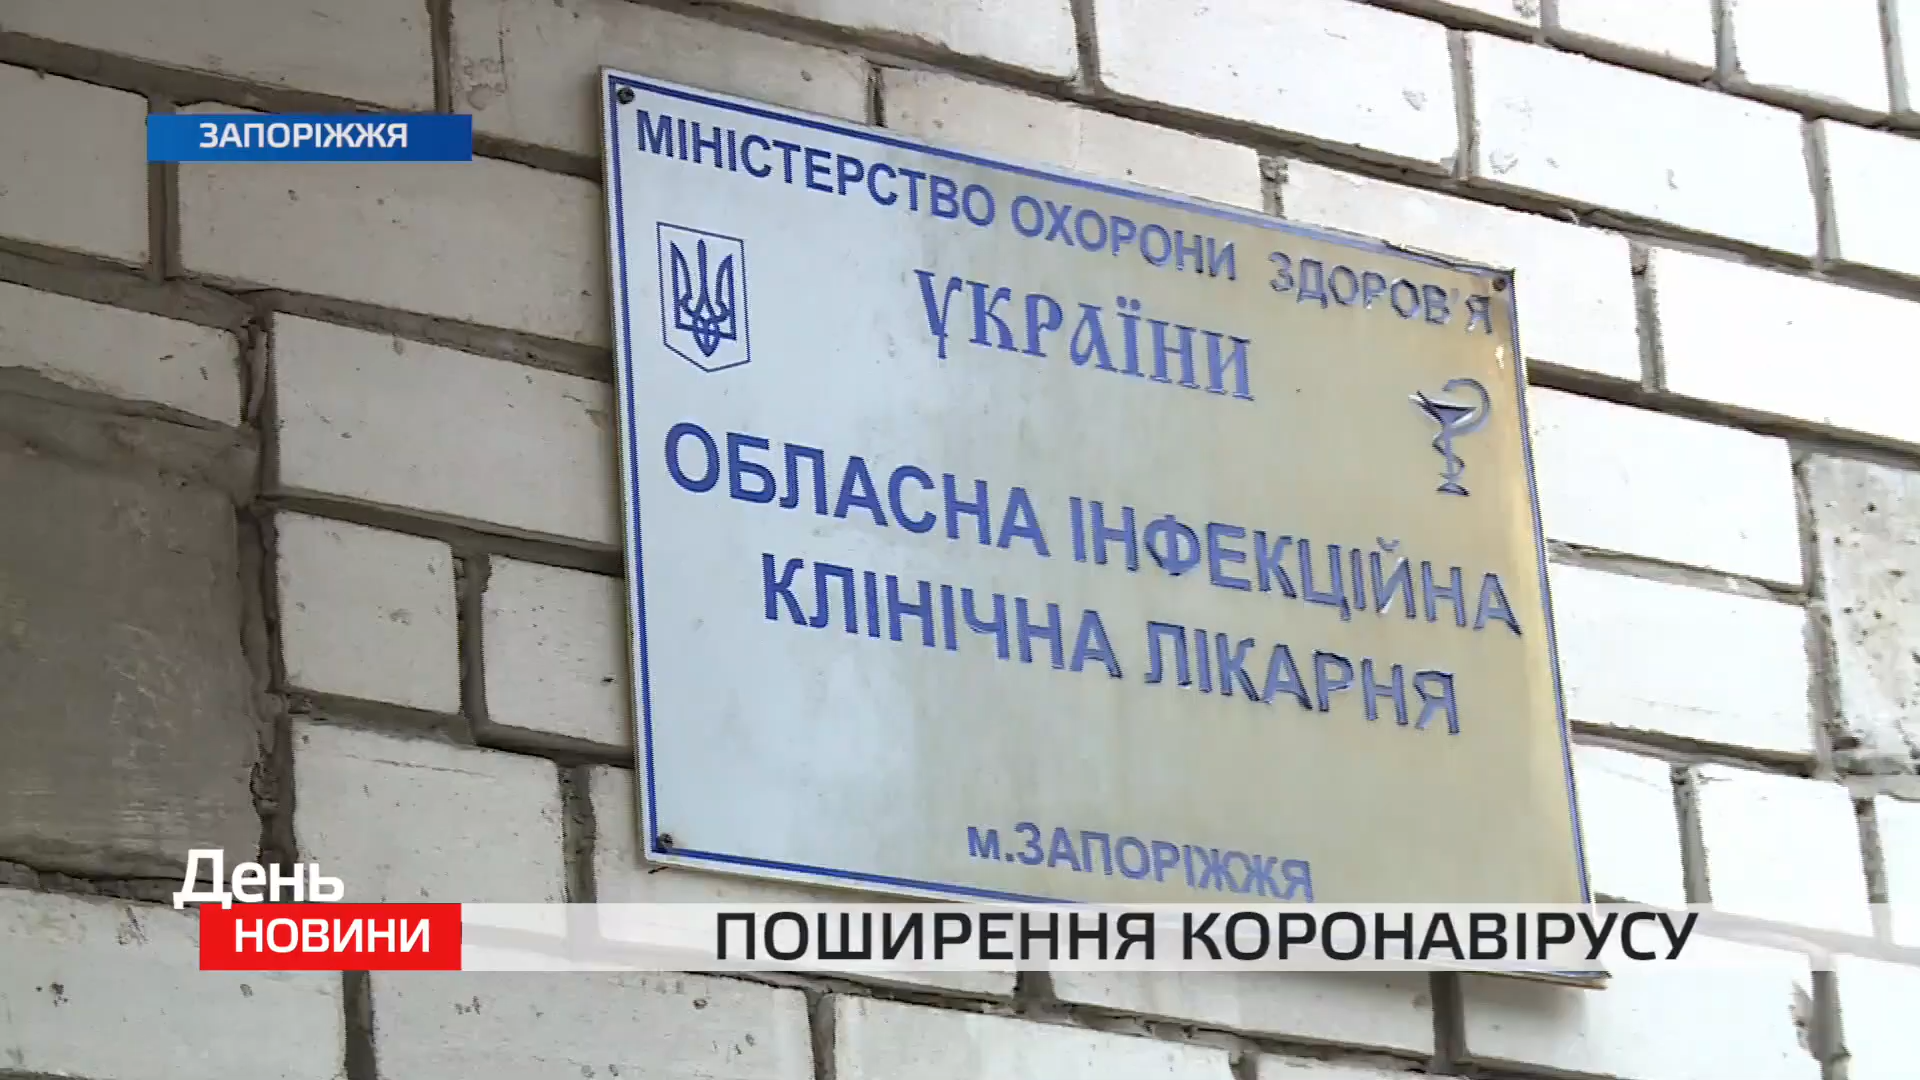 ЗАПОРІЖЖЯ
МІНІСТЕРСТВО ОХОРОНИ ЗДОРОВ'Я
УКРАЇНИ
ОБЛАСНА ІНФЕКЦІЙНА
КЛІНІЧНА ЛІКАРНЯ
м.ЗАПОРІЖЖЯ
День
НОВИНИ
ПОШИРЕННЯ КОРОНАВІРУСУ